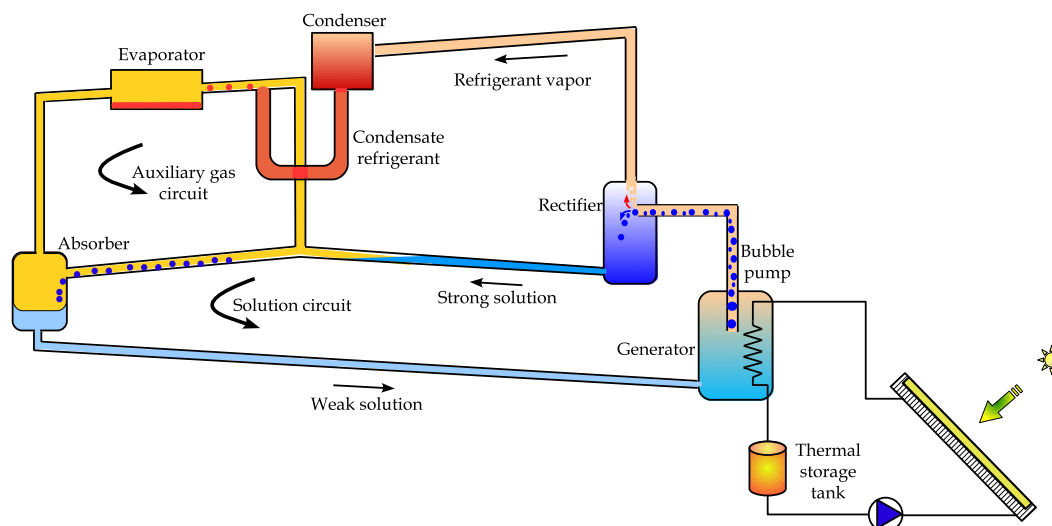 Condenser
Evaporator
Refrigerant vapor
Condensate
refrigerant
Auxiliary gas
circuit
Rectifier
Absorber
Bubble
pump
Solution circuit
Strong solution
Generator
Weak solution
Thermal
storage
tank